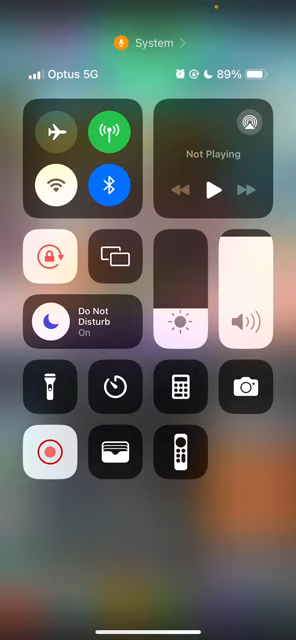 System
Optus 5G
89%
Not Playing
Do Not
Disturb
On